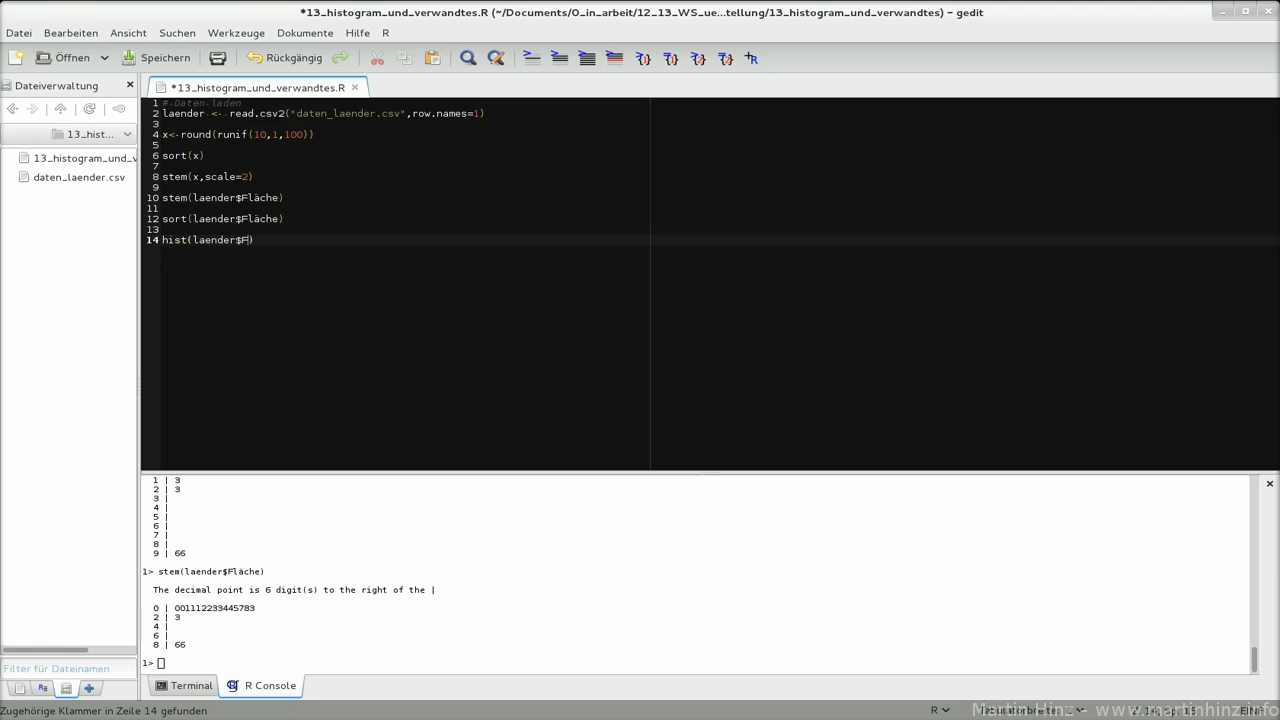 *13_histogram_und_verwandtes.R (~/Documents/0_in_arbeit/12_13_WS_ue...tellung/13_histogram_und_verwandtes) - gedit
Datei Bearbeiten Ansicht Suchen Werkzeuge Dokumente Hilfe R
Öffnen Speichern Rückgängig
Dateiverwaltung
*13_histogram_und_verwandtes.R
13_hist...
13_histogram_und_v
daten_laender.csv
1 # Daten laden
2 laender <- read.csv2("daten_laender.csv",row.names=1)
3
4 x<-round(runif(10,1,100))
5
6 sort(x)
7
8 stem(x,scale=2)
9
10 stem(laender$Fläche)
11
12 sort(laender$Fläche)
13
14 hist(laender$F)
1 | 3
2 | 3
3 |
4 |
5 |
6 |
7 |
8 |
9 | 66
1> stem(laender$Fläche)
The decimal point is 6 digit(s) to the right of the |
0 | 001112233445783
2 | 3
4 |
6 |
8 | 66
1>
Filter für Dateinamen
Terminal R Console
Zugehörige Klammer in Zeile 14 gefunden
R
Martin Hinz - www.martinhinz.info